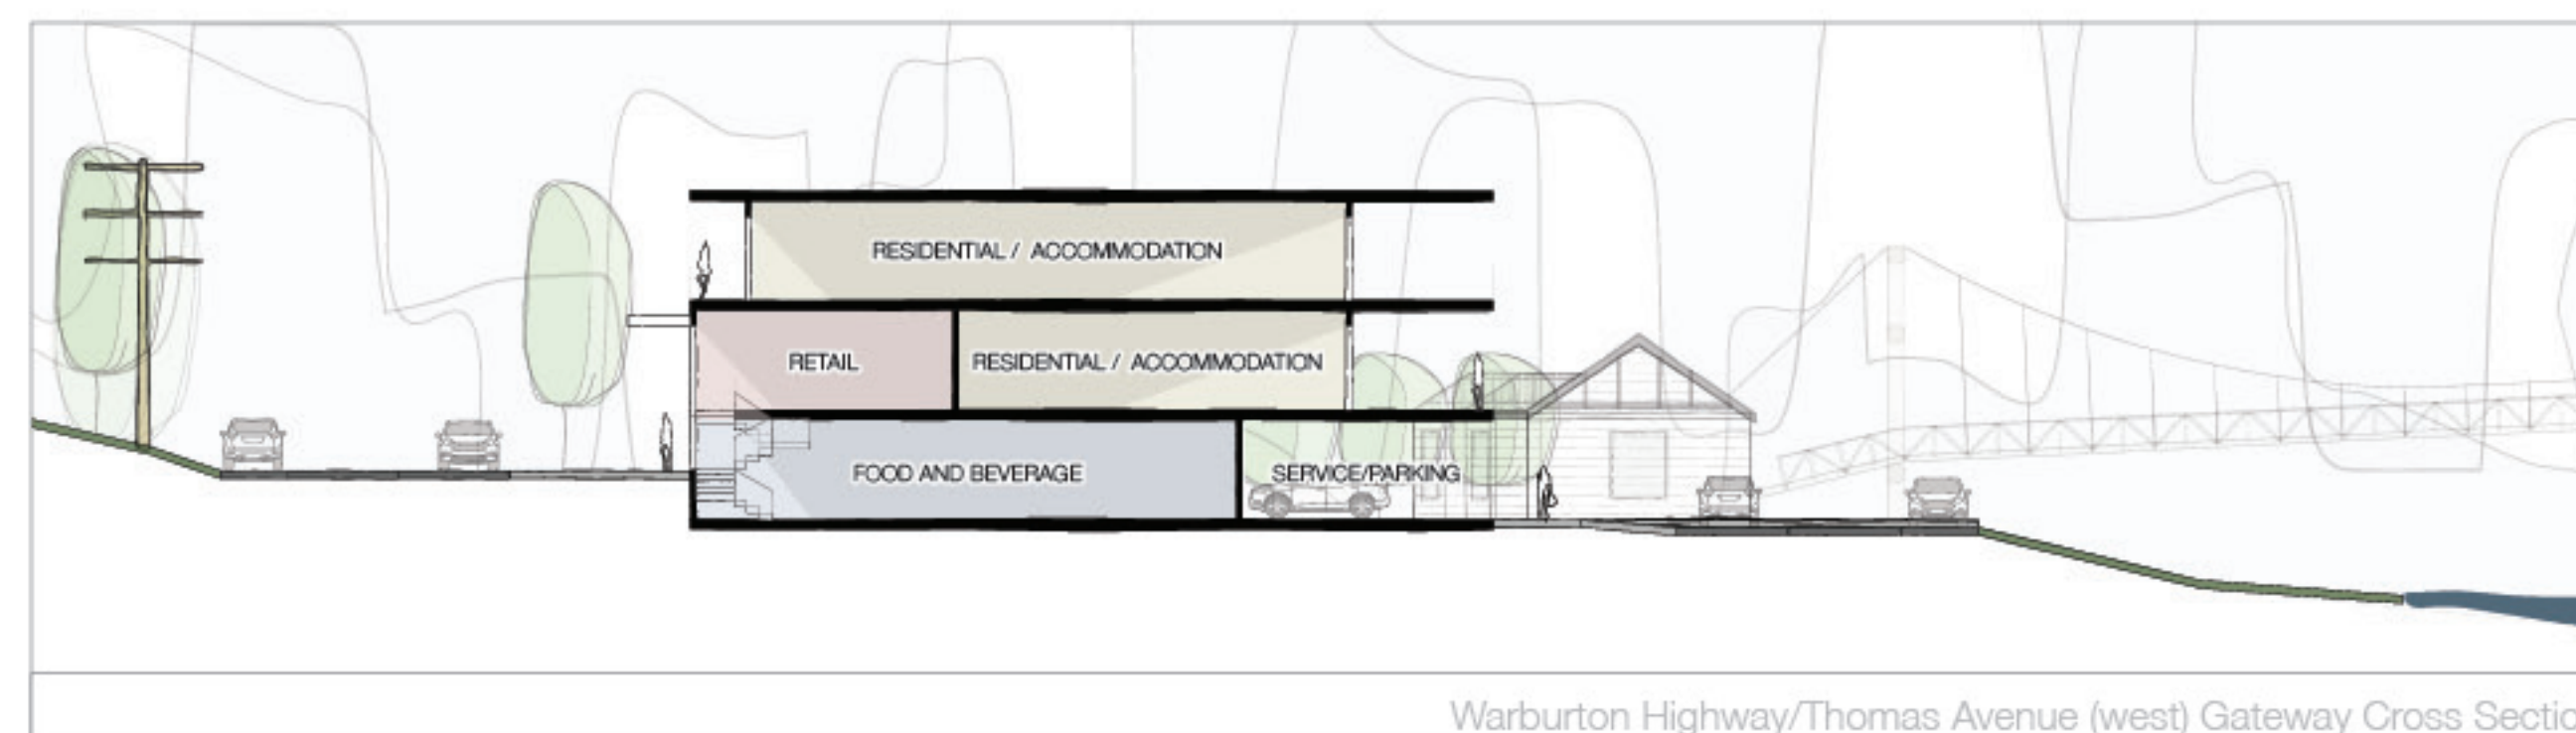 RESIDENTIAL / ACCOMMODATION
RETAIL
RESIDENTIAL / ACCOMMODATION
FOOD AND BEVERAGE
SERVICE/PARKING
Warburton Highway/Thomas Avenue (west) Gateway Cross Sectio